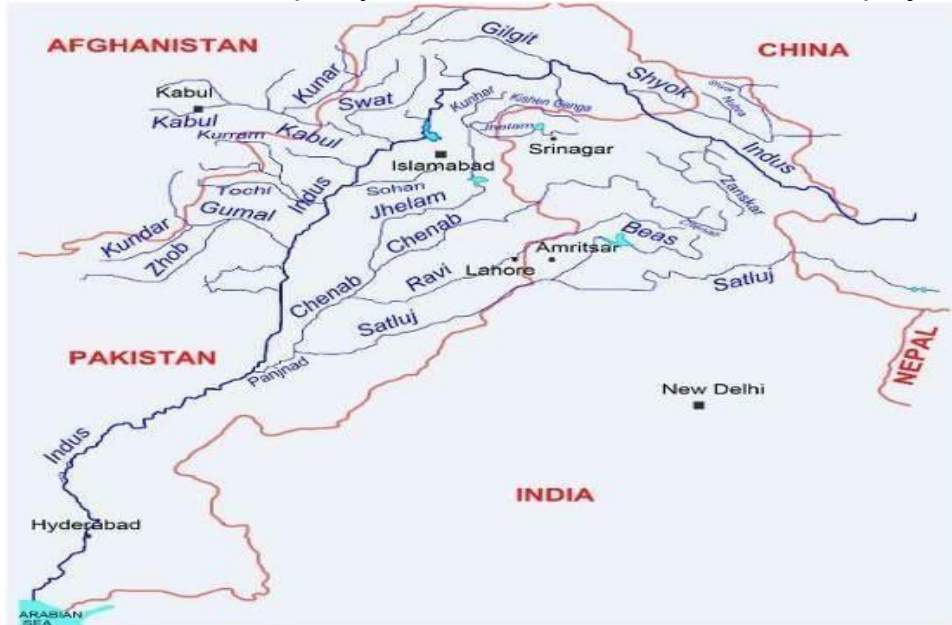 AFGHANISTAN
Gilgit
CHINA
Kunar
Shyok
Kabul
Swat
Kunhar
Kishen Ganga
Nubra
Kabul
Kurram
Kabul
Jhelam
Srinagar
Indus
Islamabad
Indus
Tochi
Sohan
Zanskar
Gumal
Jhelam
Kundar
Chenab
Beas
Zhob
Amritsar
Lahore
Ravi
Chenab
Satluj
Satluj
PAKISTAN
Panjnad
NEPAL
New Delhi
Indus
INDIA
Hyderabad
ARABIAN
SEA